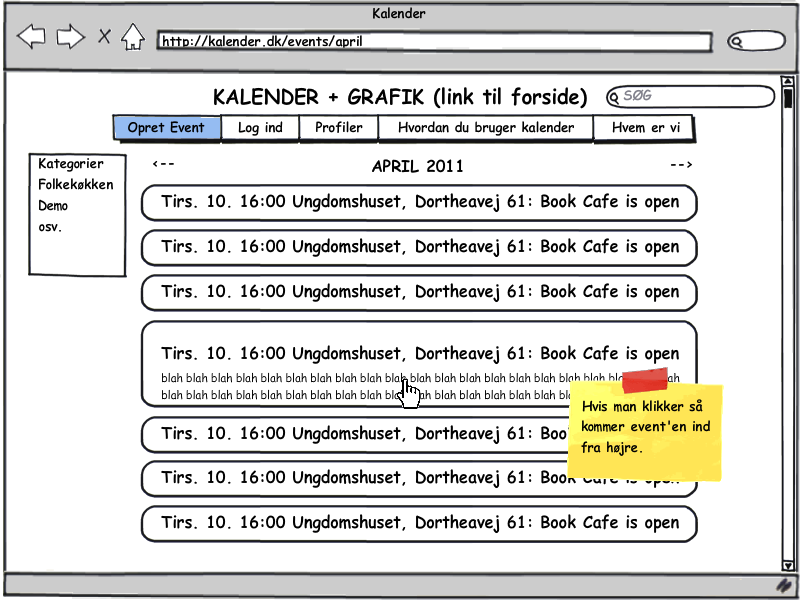 Kalender
http://kalender.dk/events/april
KALENDER + GRAFIK (link til forside)
SØG
Opret Event
Log ind
Profiler
Hvordan du bruger kalender
Hvem er vi
Kategorier
Folkekøkken
Demo
osv.
<--
APRIL 2011
-->
Tirs. 10. 16:00 Ungdomshuset, Dortheavej 61: Book Cafe is open
Tirs. 10. 16:00 Ungdomshuset, Dortheavej 61: Book Cafe is open
Tirs. 10. 16:00 Ungdomshuset, Dortheavej 61: Book Cafe is open
Tirs. 10. 16:00 Ungdomshuset, Dortheavej 61: Book Cafe is open
blah blah blah blah blah blah blah blah blah blah blah blah blah blah blah blah blah blah blah blah blah
blah blah blah blah blah blah blah blah blah blah blah blah blah blah blah blah
Hvis man klikker så
kommer event'en ind
fra højre.
Tirs. 10. 16:00 Ungdomshuset, Dortheavej 61: Boo
Tirs. 10. 16:00 Ungdomshuset, Dortheavej 61: Book Cafe is open
Tirs. 10. 16:00 Ungdomshuset, Dortheavej 61: Book Cafe is open